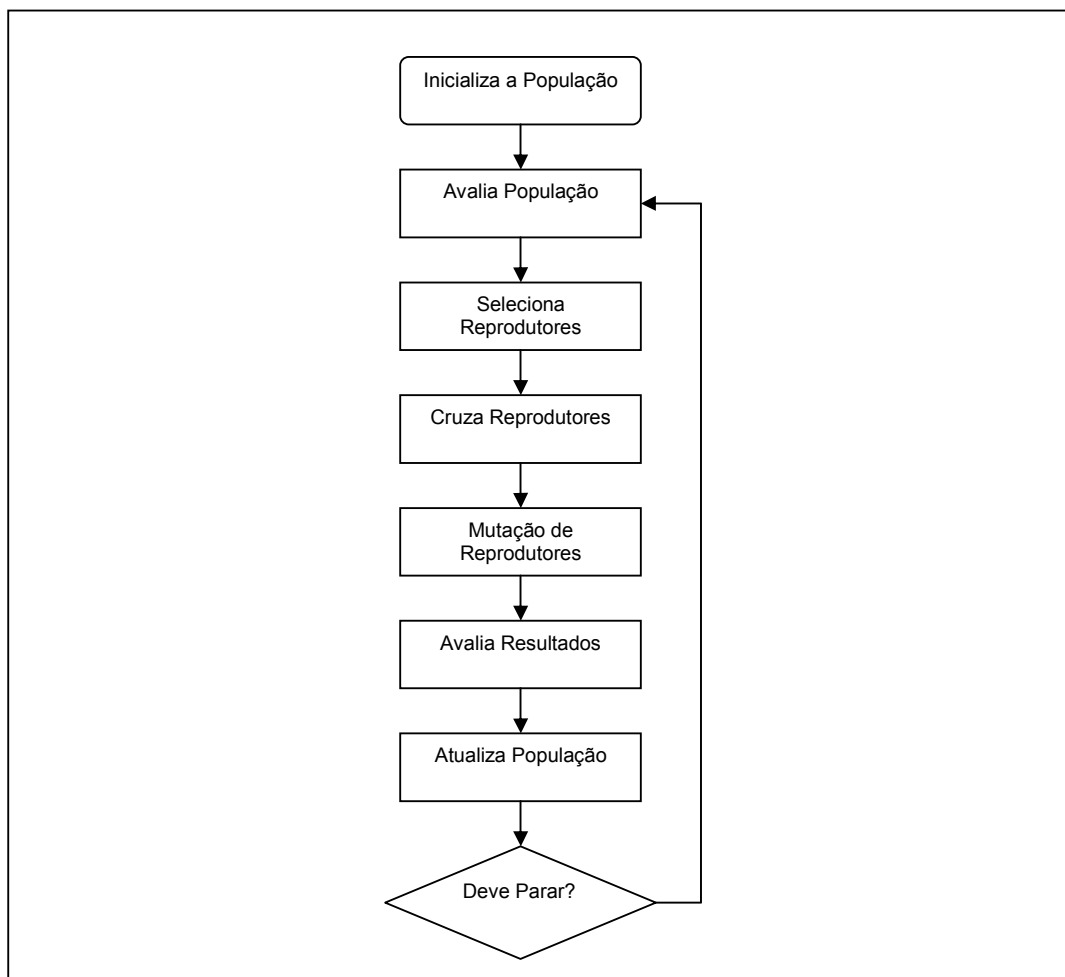 Inicializa a População
Avalia População
Seleciona
Reprodutores
Cruza Reprodutores
Mutação de
Reprodutores
Avalia Resultados
Atualiza População
Deve Parar?